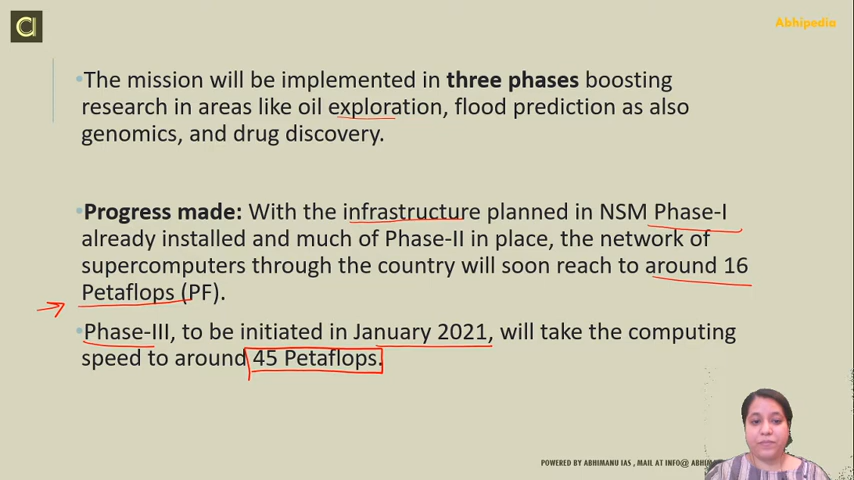 Abhipedia
•The mission will be implemented in three phases boosting
research in areas like oil exploration, flood prediction as also
genomics, and drug discovery.
•Progress made: With the infrastructure planned in NSM Phase-I
already installed and much of Phase-II in place, the network of
supercomputers through the country will soon reach to around 16
Petaflops (PF).
•Phase-III, to be initiated in January 2021, will take the computing
speed to around 45 Petaflops.
POWERED BY ABHIMANU IAS , MAIL AT INFO@